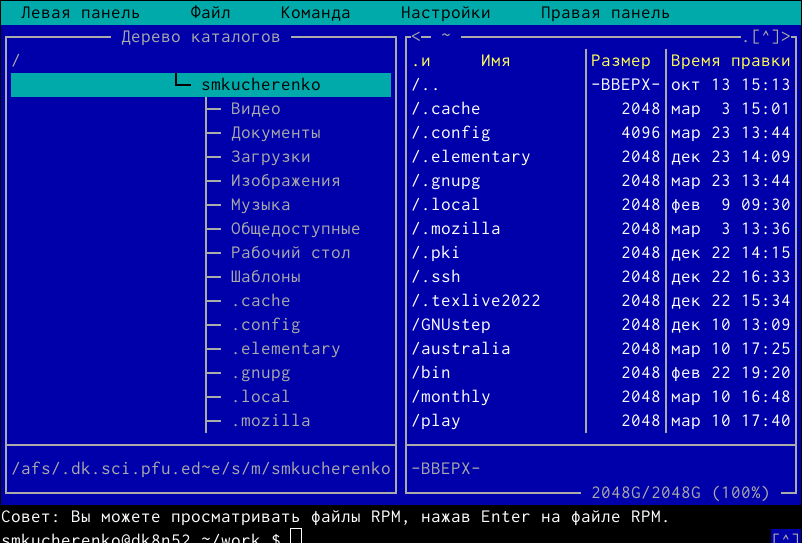 Левая панель Файл Команда Настройки Правая панель
Дерево каталогов
/
smkucherenko
Видео
Документы
Загрузки
Изображения
Музыка
Общедоступные
Рабочий стол
Шаблоны
.cache
.config
.elementary
.gnupg
.local
.mozilla
/afs/.dk.sci.pfu.ed~e/s/m/smkucherenko
<- ~ .[^]>
.и Имя Размер Время правки
/.. -ВВЕРХ- окт 13 15:13
/.cache 2048 мар 3 15:01
/.config 4096 мар 23 13:44
/.elementary 2048 дек 23 14:09
/.gnupg 2048 мар 23 13:44
/.local 2048 фев 9 09:30
/.mozilla 2048 мар 3 13:36
/.pki 2048 дек 22 14:15
/.ssh 2048 дек 22 16:33
/.texlive2022 2048 дек 22 15:34
/GNUstep 2048 дек 10 13:09
/australia 2048 мар 10 17:25
/bin 2048 фев 22 19:20
/monthly 2048 мар 10 16:48
/play 2048 мар 10 17:40
-ВВЕРХ-
2048G/2048G (100%)
Совет: Вы можете просматривать файлы RPM, нажав Enter на файле RPM.
smkucherenko@dk8n52 ~/work $ [^]